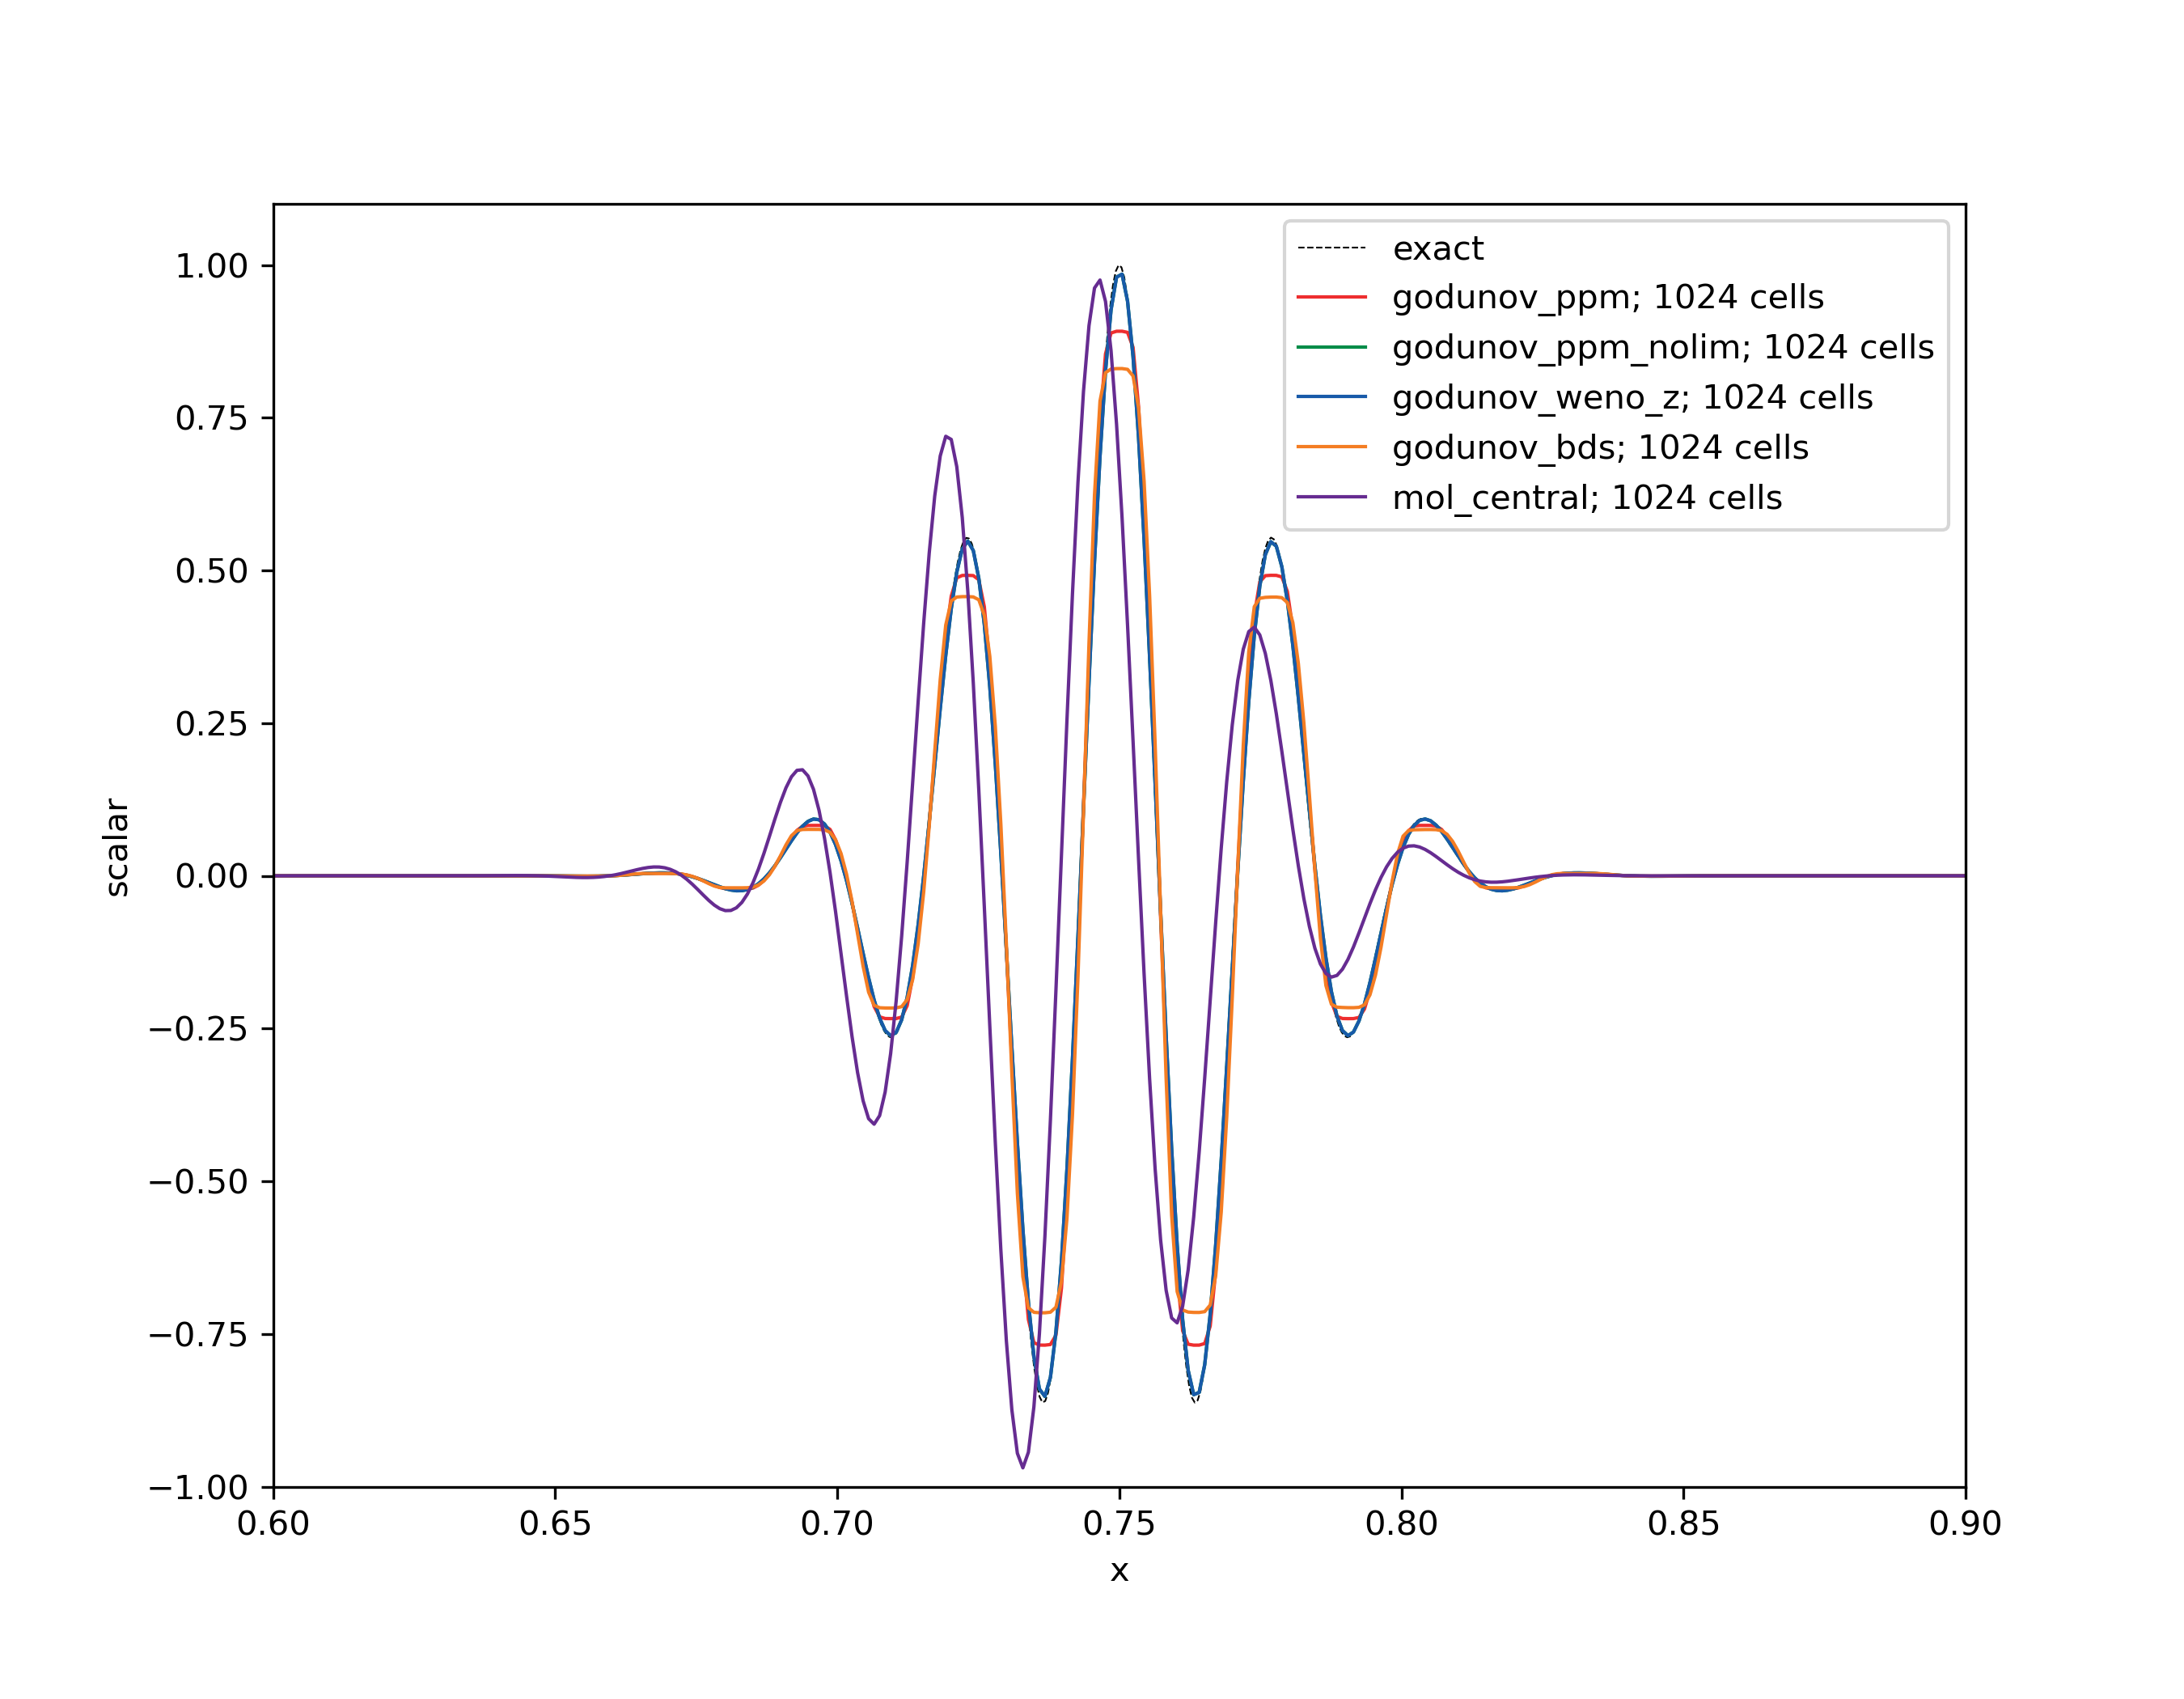 exact
godunov_ppm; 1024 cells
godunov_ppm_nolim; 1024 cells
godunov_weno_z; 1024 cells
godunov_bds; 1024 cells
mol_central; 1024 cells
1.00
0.75
0.50
0.25
0.00
−0.25
−0.50
−0.75
−1.00
scalar
0.60 0.65 0.70 0.75 0.80 0.85 0.90
x